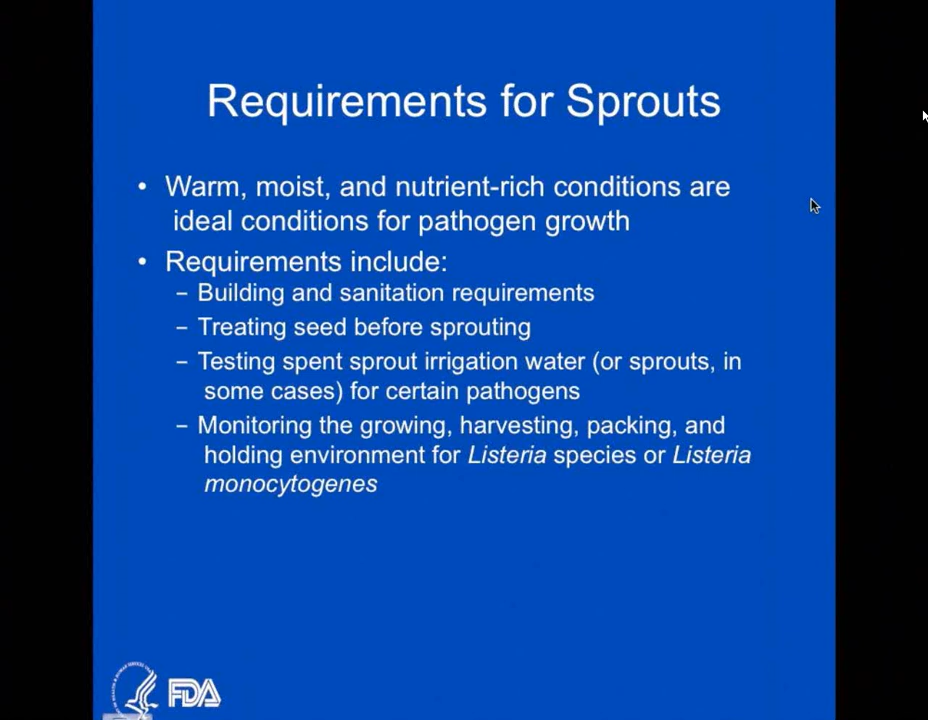 Requirements for Sprouts
• Warm, moist, and nutrient-rich conditions are
ideal conditions for pathogen growth
• Requirements include:
– Building and sanitation requirements
– Treating seed before sprouting
– Testing spent sprout irrigation water (or sprouts, in
some cases) for certain pathogens
– Monitoring the growing, harvesting, packing, and
holding environment for Listeria species or Listeria
monocytogenes
FDA